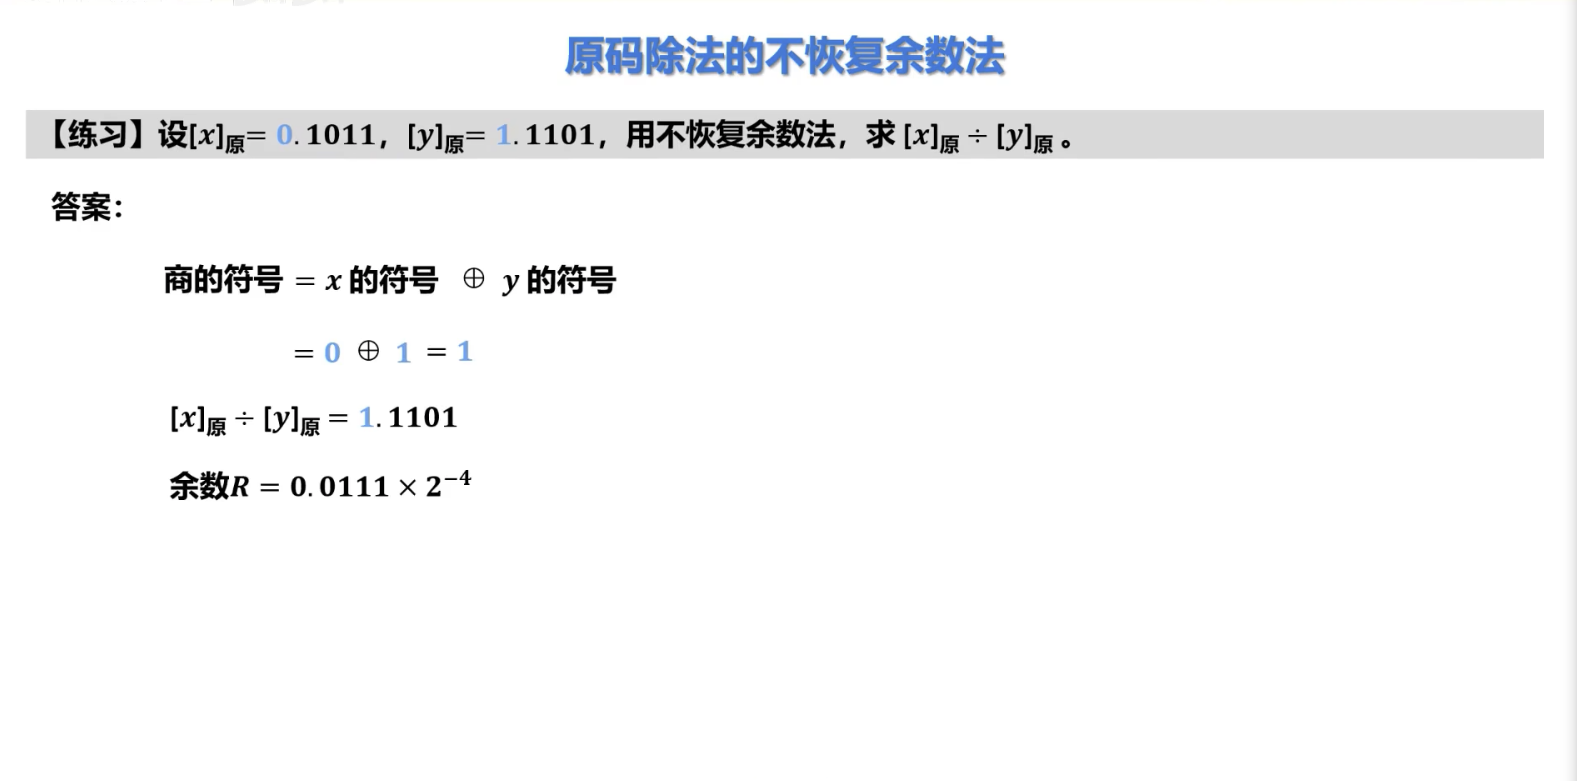 原码除法的不恢复余数法
【练习】设[x]原= 0.1011，[y]原= 1.1101，用不恢复余数法，求 [x]原 ÷ [y]原 。
答案：
商的符号 = x 的符号 ⊕ y 的符号
= 0 ⊕ 1 = 1
[x]原 ÷ [y]原 = 1.1101
余数R = 0.0111 × 2⁻⁴